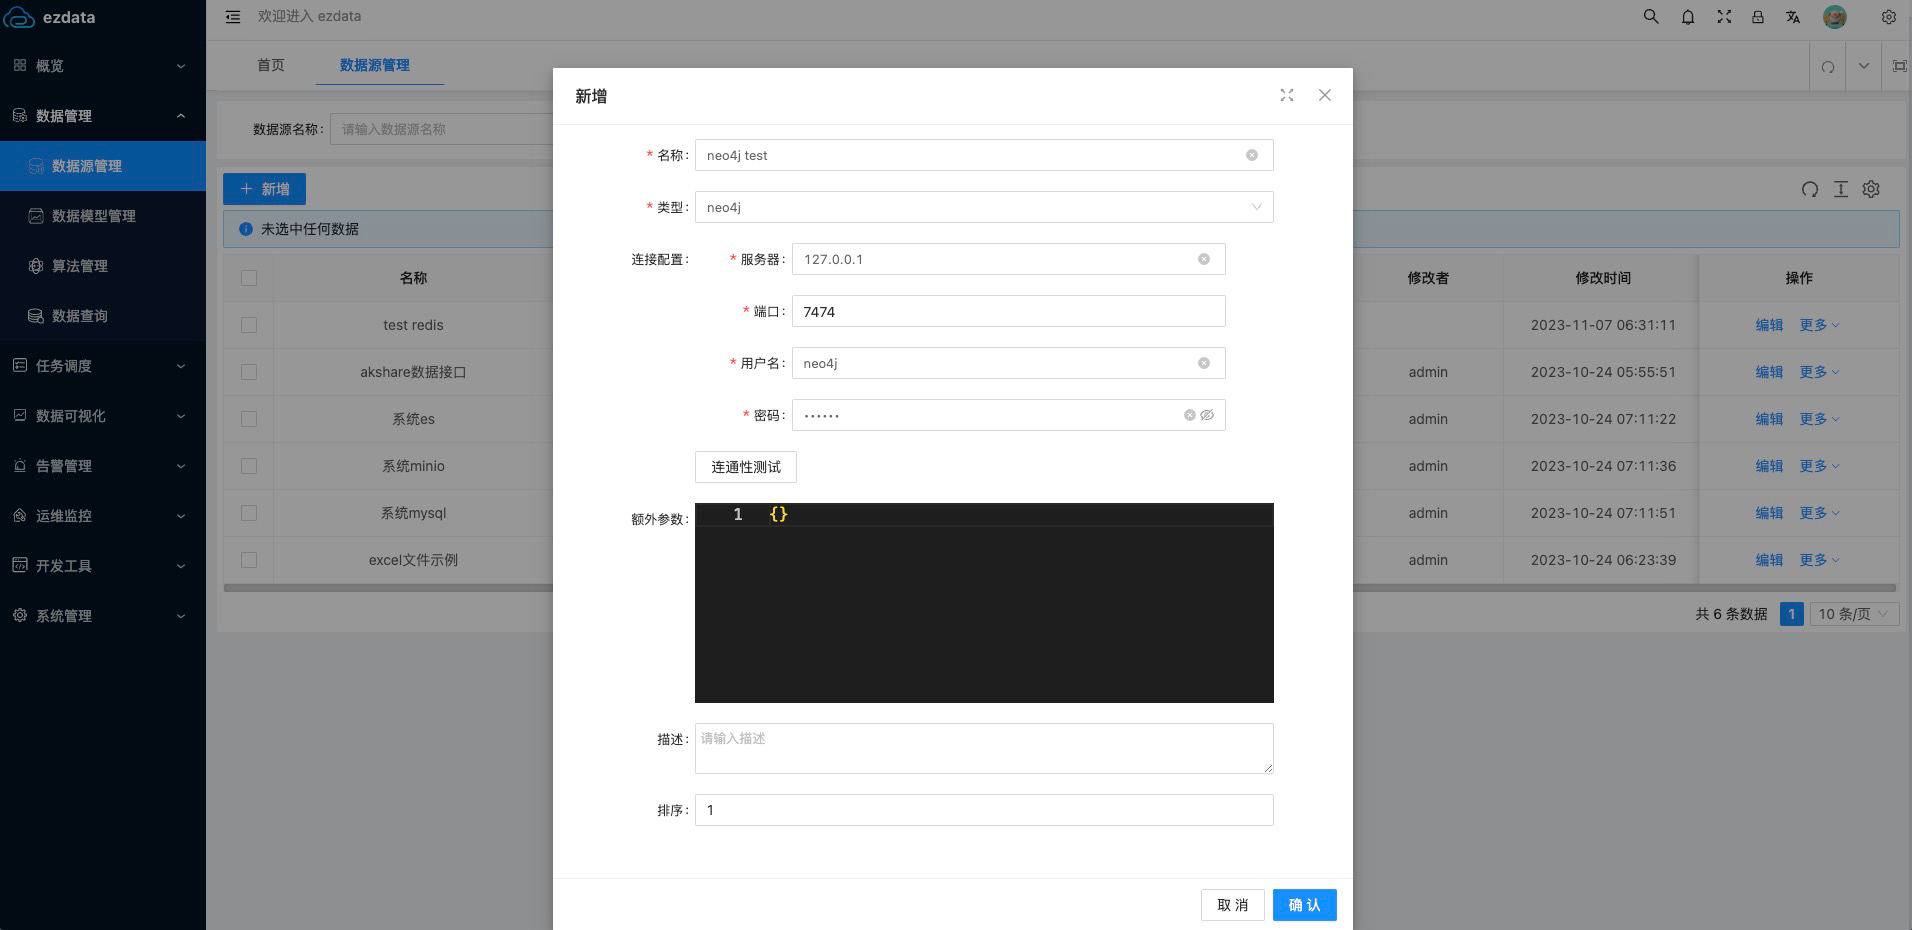 ezdata
欢迎进入 ezdata
概览
数据管理
数据源管理
数据模型管理
算法管理
数据查询
任务调度
数据可视化
告警管理
运维监控
开发工具
系统管理
首页
数据源管理
数据源名称:
请输入数据源名称
新增
未选中任何数据
名称 修改者 修改时间 操作
test redis 2023-11-07 06:31:11 编辑 更多
akshare数据接口 admin 2023-10-24 05:55:51 编辑 更多
系统es admin 2023-10-24 07:11:22 编辑 更多
系统minio admin 2023-10-24 07:11:36 编辑 更多
系统mysql admin 2023-10-24 07:11:51 编辑 更多
excel文件示例 admin 2023-10-24 06:23:39 编辑 更多
共 6 条数据 1 10 条/页
新增
* 名称: neo4j test
* 类型: neo4j
连接配置: * 服务器: 127.0.0.1
* 端口: 7474
* 用户名: neo4j
* 密码: ••••••
连通性测试
额外参数: 1 {}
描述: 请输入描述
排序: 1
取 消 确 认